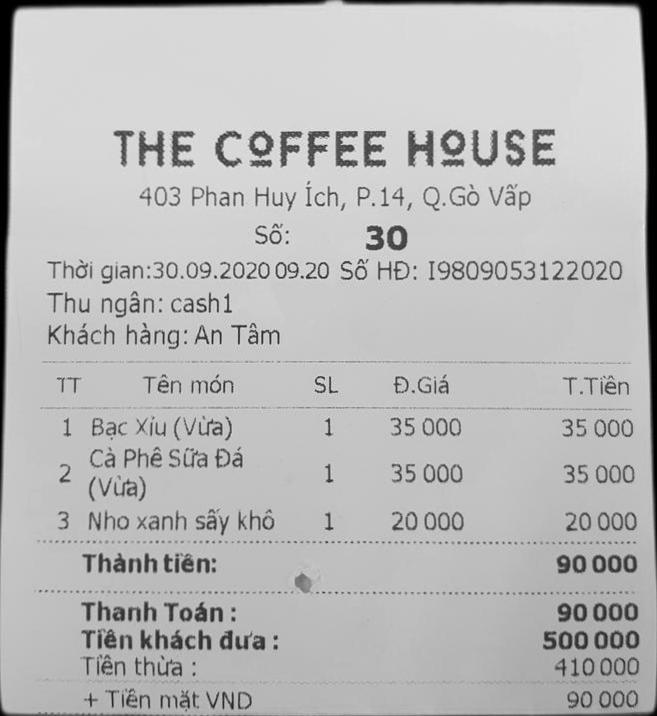 THE COFFEE HOUSE
403 Phan Huy Ích, P.14, Q.Gò Vấp
Số: 30
Thời gian:30.09.2020 09.20 Số HĐ: I9809053122020
Thu ngân: cash1
Khách hàng: An Tâm
TT Tên món SL Đ.Giá T.Tiền
1 Bạc Xỉu (Vừa) 1 35 000 35 000
2 Cà Phê Sữa Đá (Vừa) 1 35 000 35 000
3 Nho xanh sấy khô 1 20 000 20 000
Thành tiền: 90 000
Thanh Toán : 90 000
Tiền khách đưa : 500 000
Tiền thừa : 410 000
+ Tiền mặt VND 90 000